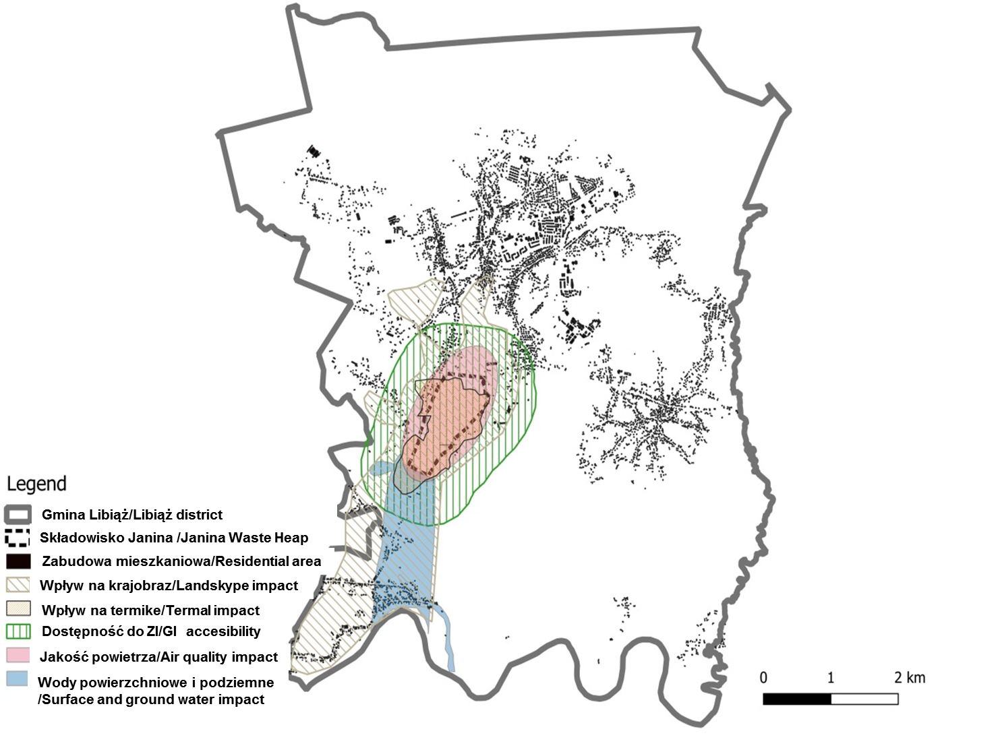 Legend
Gmina Libiąż/Libiąż district
Składowisko Janina /Janina Waste Heap
Zabudowa mieszkaniowa/Residential area
Wpływ na krajobraz/Landskype impact
Wpływ na termike/Termal impact
Dostępność do ZI/GI accesibility
Jakość powietrza/Air quality impact
Wody powierzchniowe i podziemne
/Surface and ground water impact
0 1 2 km